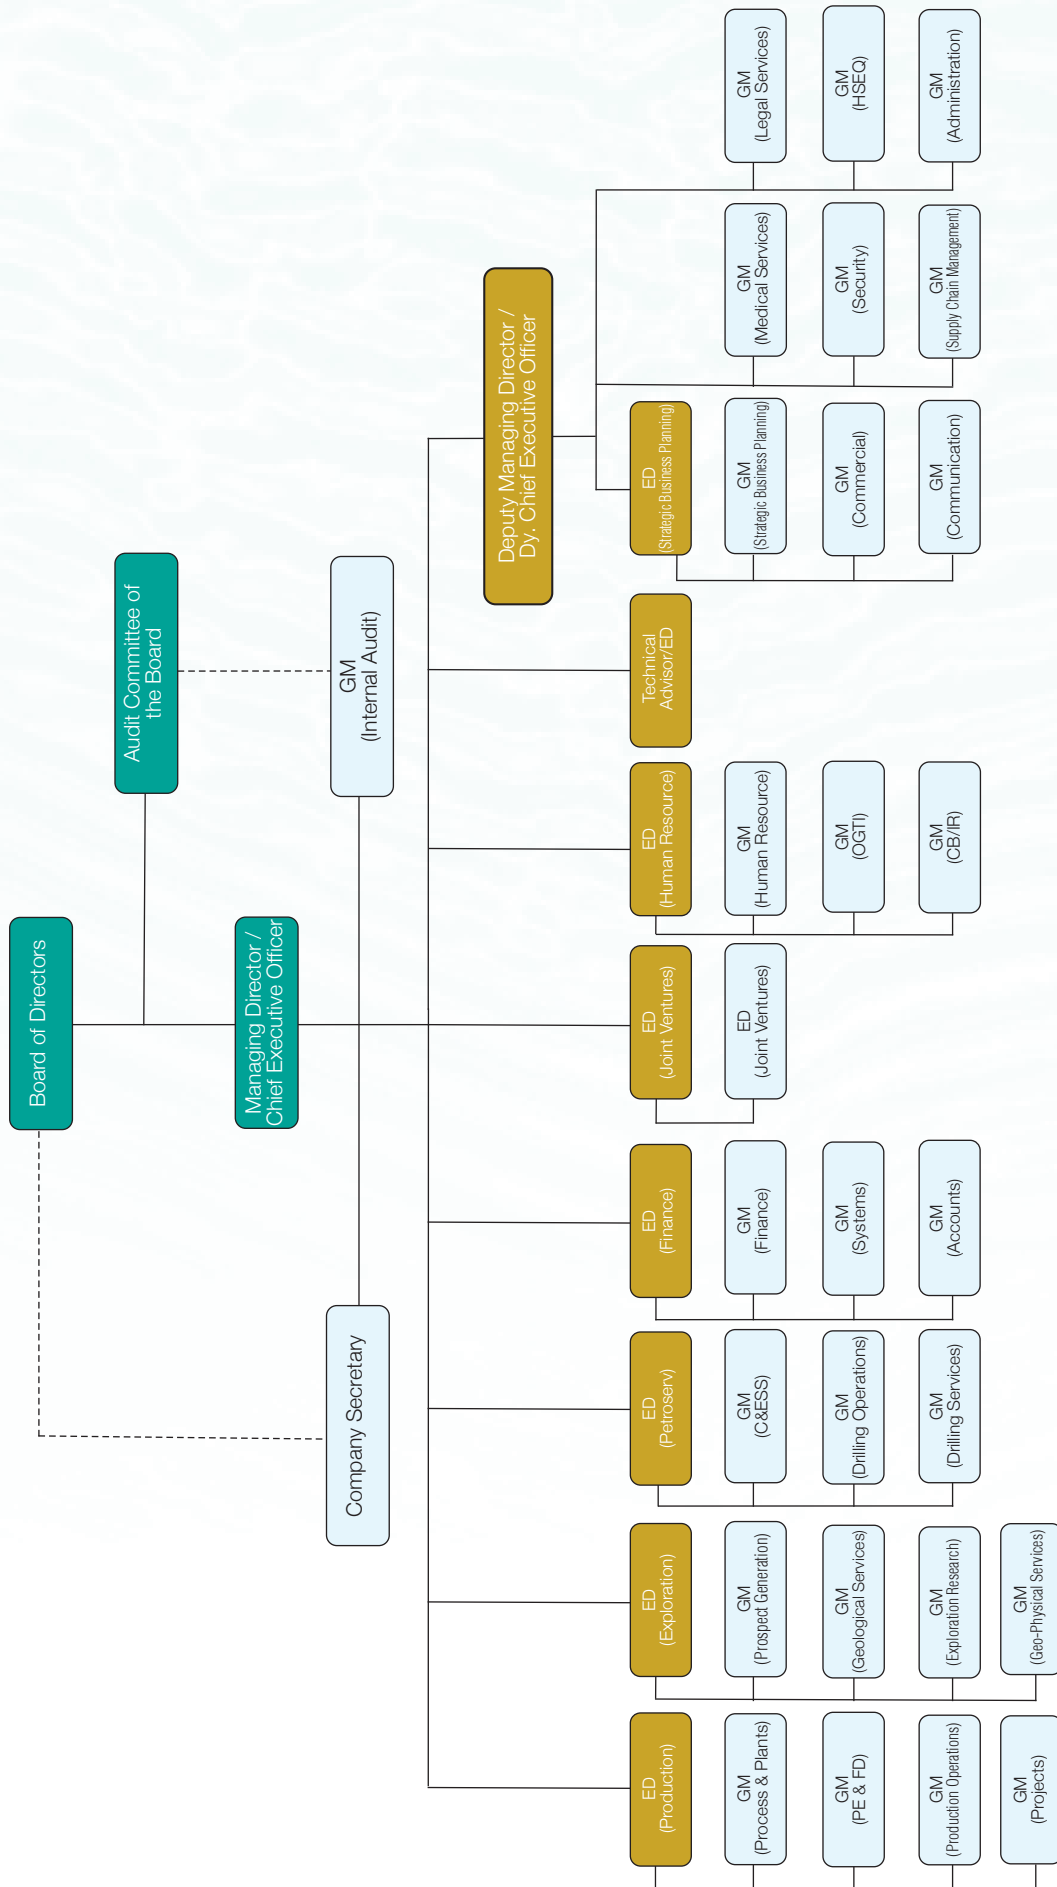 Board of Directors
Audit Committee of
the Board
Managing Director /
Chief Executive Officer
Company Secretary
GM
(Internal Audit)
Deputy Managing Director /
Dy. Chief Executive Officer
ED
(Production)
ED
(Exploration)
ED
(Petroserv)
ED
(Finance)
ED
(Joint Ventures)
ED
(Human Resource)
Technical
Advisor/ED
ED
(Strategic Business Planning)
GM
(Process & Plants)
GM
(Prospect Generation)
GM
(C&ESS)
GM
(Finance)
ED
(Joint Ventures)
GM
(Human Resource)
GM
(Strategic Business Planning)
GM
(Medical Services)
GM
(Legal Services)
GM
(PE & FD)
GM
(Geological Services)
GM
(Drilling Operations)
GM
(Systems)
GM
(OGTI)
GM
(Commercial)
GM
(Security)
GM
(HSEQ)
GM
(Production Operations)
GM
(Exploration Research)
GM
(Drilling Services)
GM
(Accounts)
GM
(CB/IR)
GM
(Communication)
GM
(Supply Chain Management)
GM
(Administration)
GM
(Projects)
GM
(Geo-Physical Services)